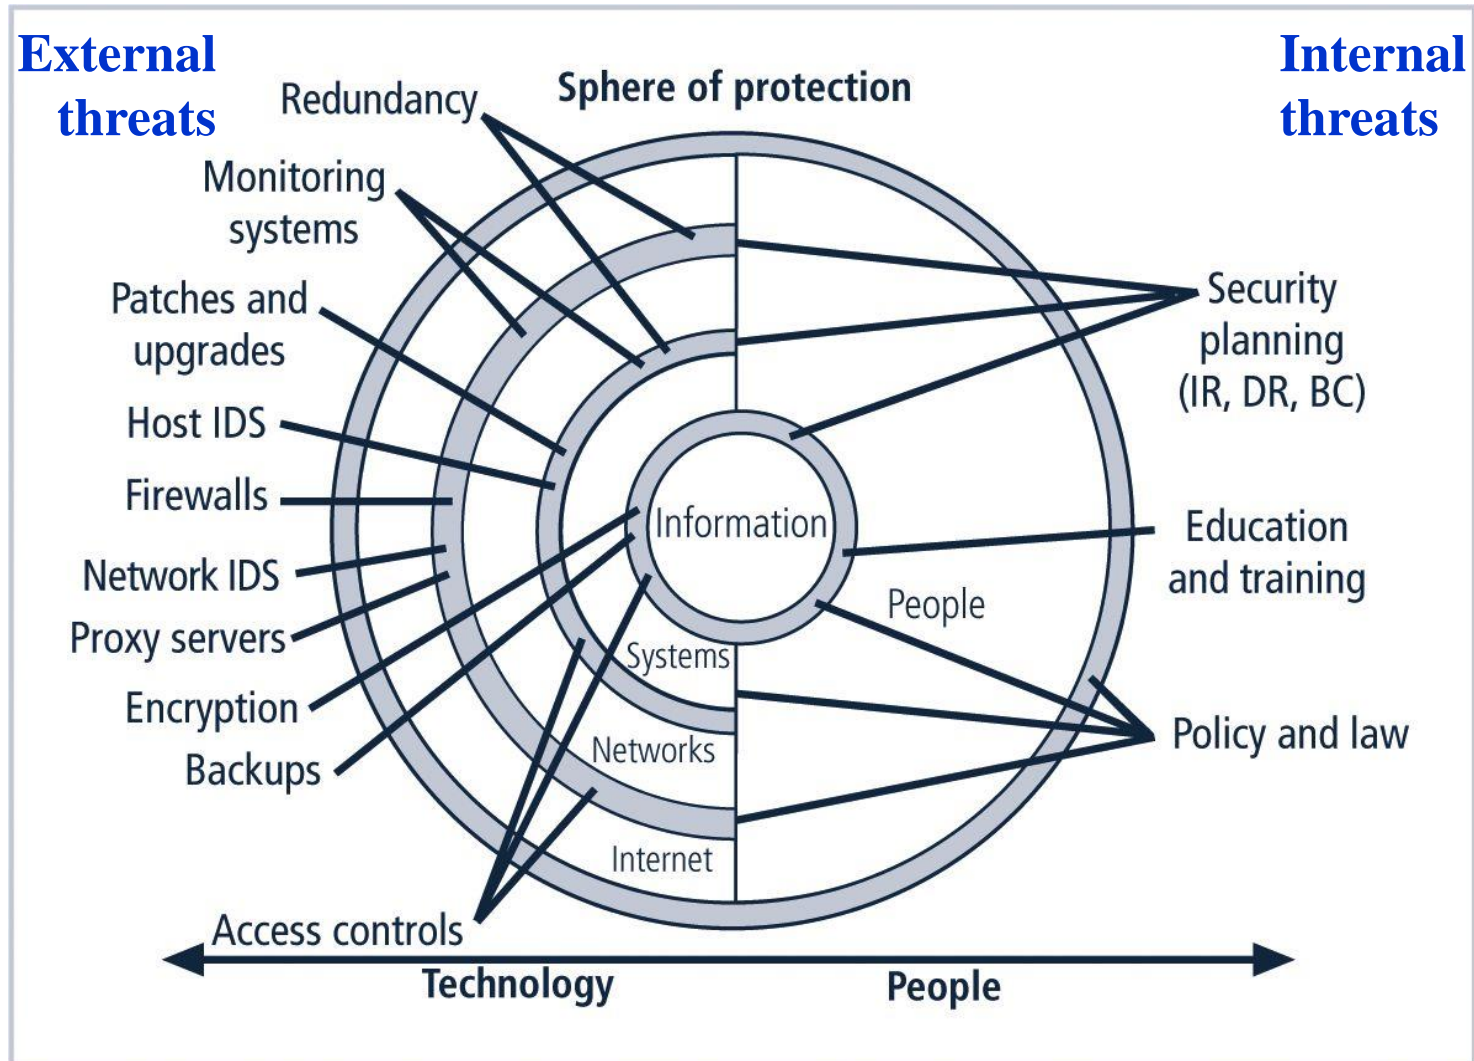 External
threats
Internal
threats
Sphere of protection
Redundancy
Monitoring
systems
Patches and
upgrades
Host IDS
Firewalls
Network IDS
Proxy servers
Encryption
Backups
Access controls
Information
Systems
Networks
Internet
People
Security
planning
(IR, DR, BC)
Education
and training
Policy and law
Technology
People